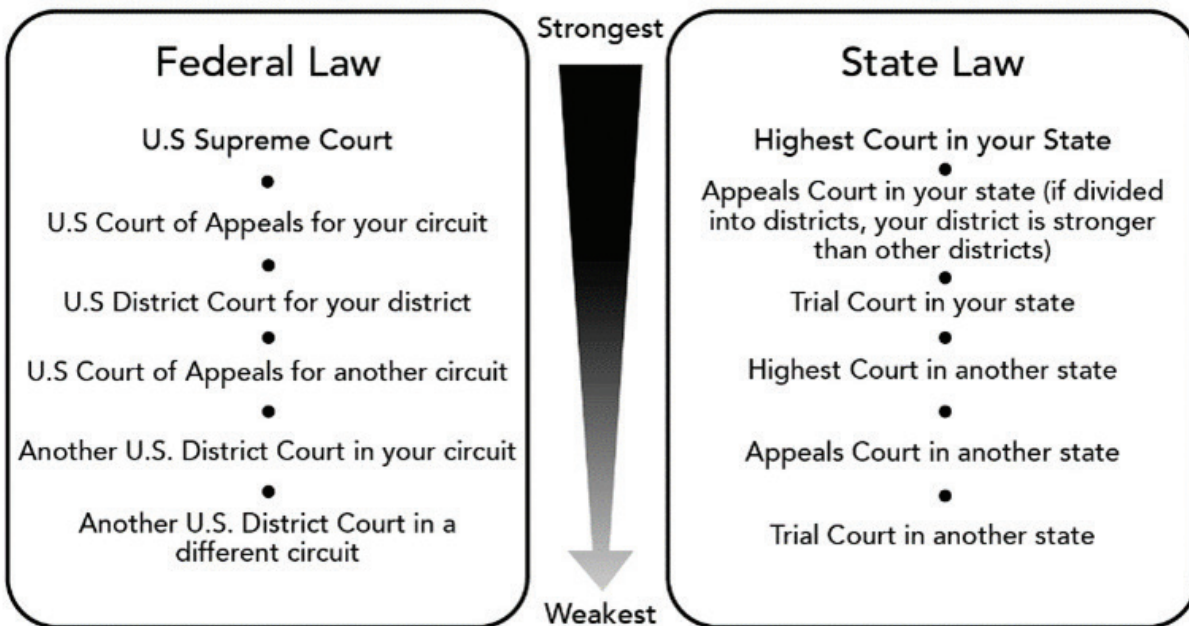 Strongest
Federal Law
U.S Supreme Court
U.S Court of Appeals for your circuit
U.S District Court for your district
U.S Court of Appeals for another circuit
Another U.S. District Court in your circuit
Another U.S. District Court in a
different circuit
State Law
Highest Court in your State
Appeals Court in your state (if divided
into districts, your district is stronger
than other districts)
Trial Court in your state
Highest Court in another state
Appeals Court in another state
Trial Court in another state
Weakest